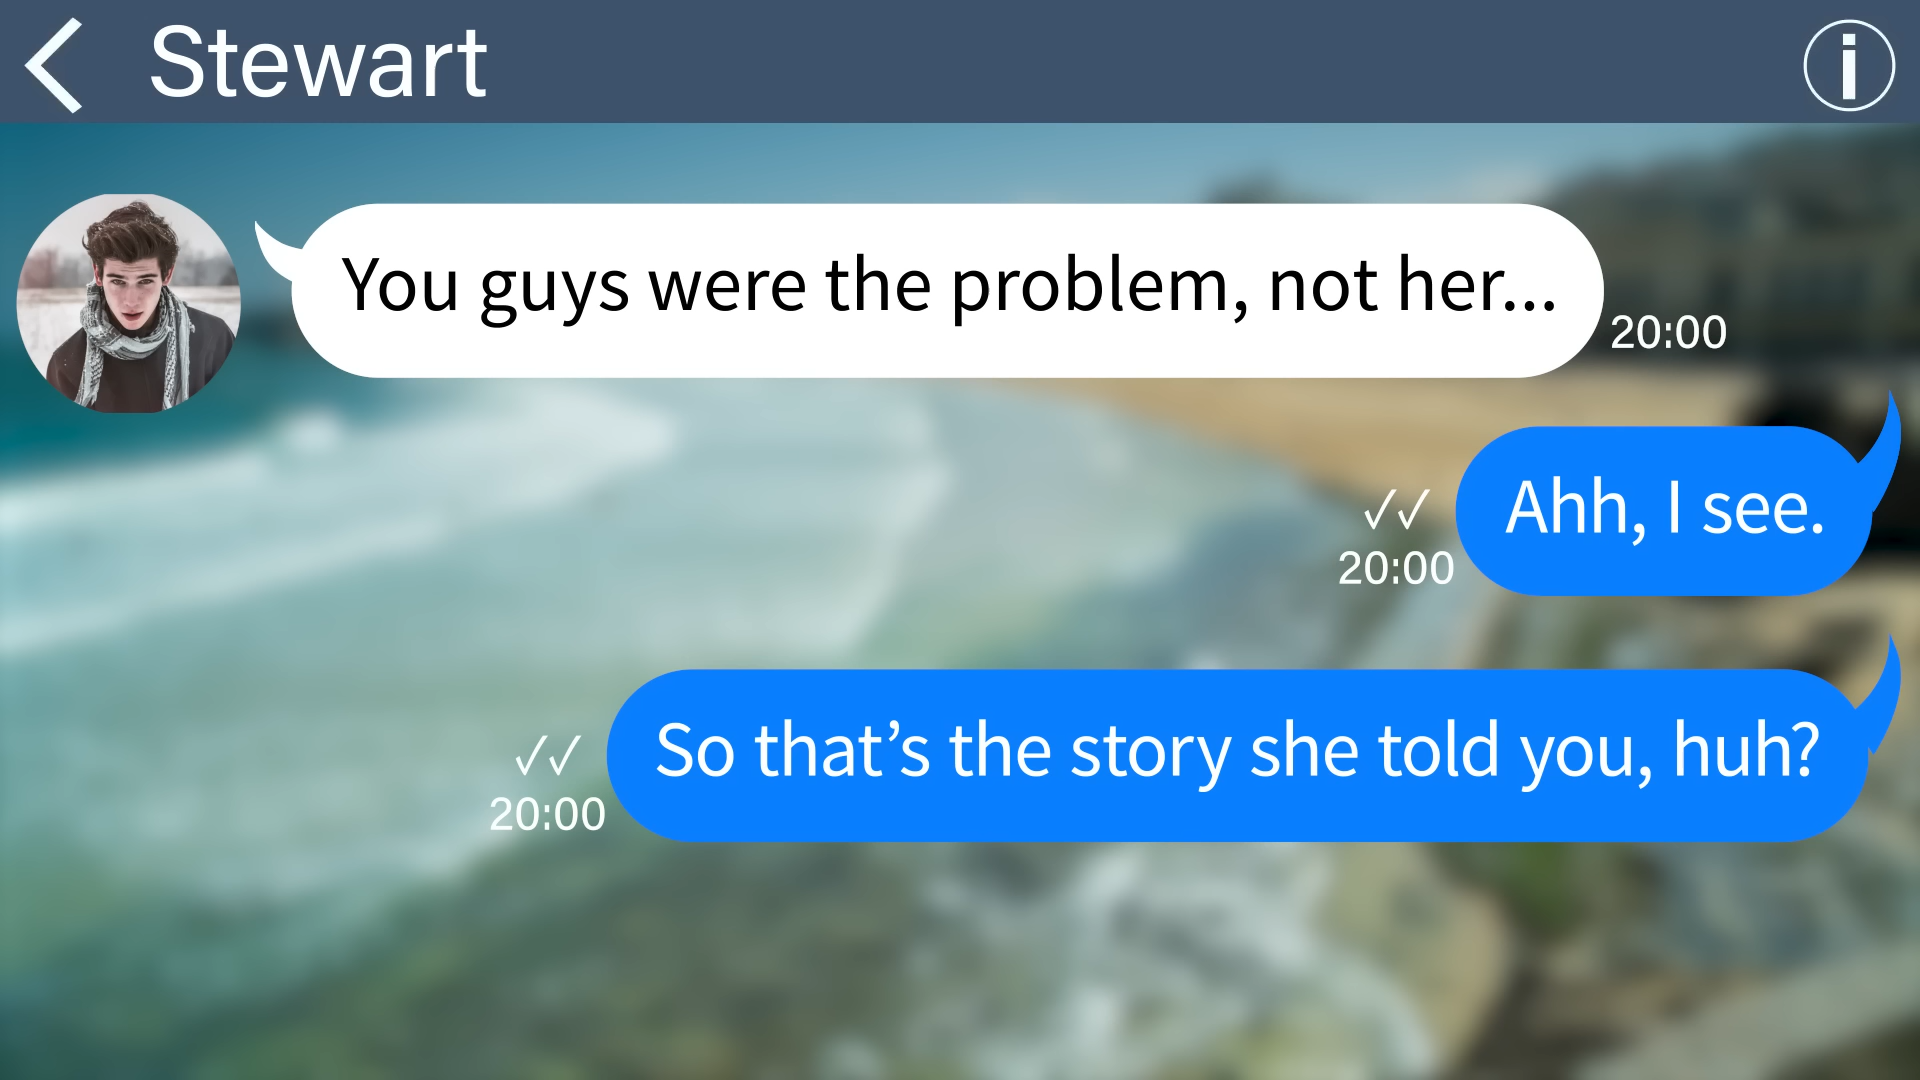 Stewart
You guys were the problem, not her...
20:00
Ahh, I see.
✓✓
20:00
So that’s the story she told you, huh?
✓✓
20:00